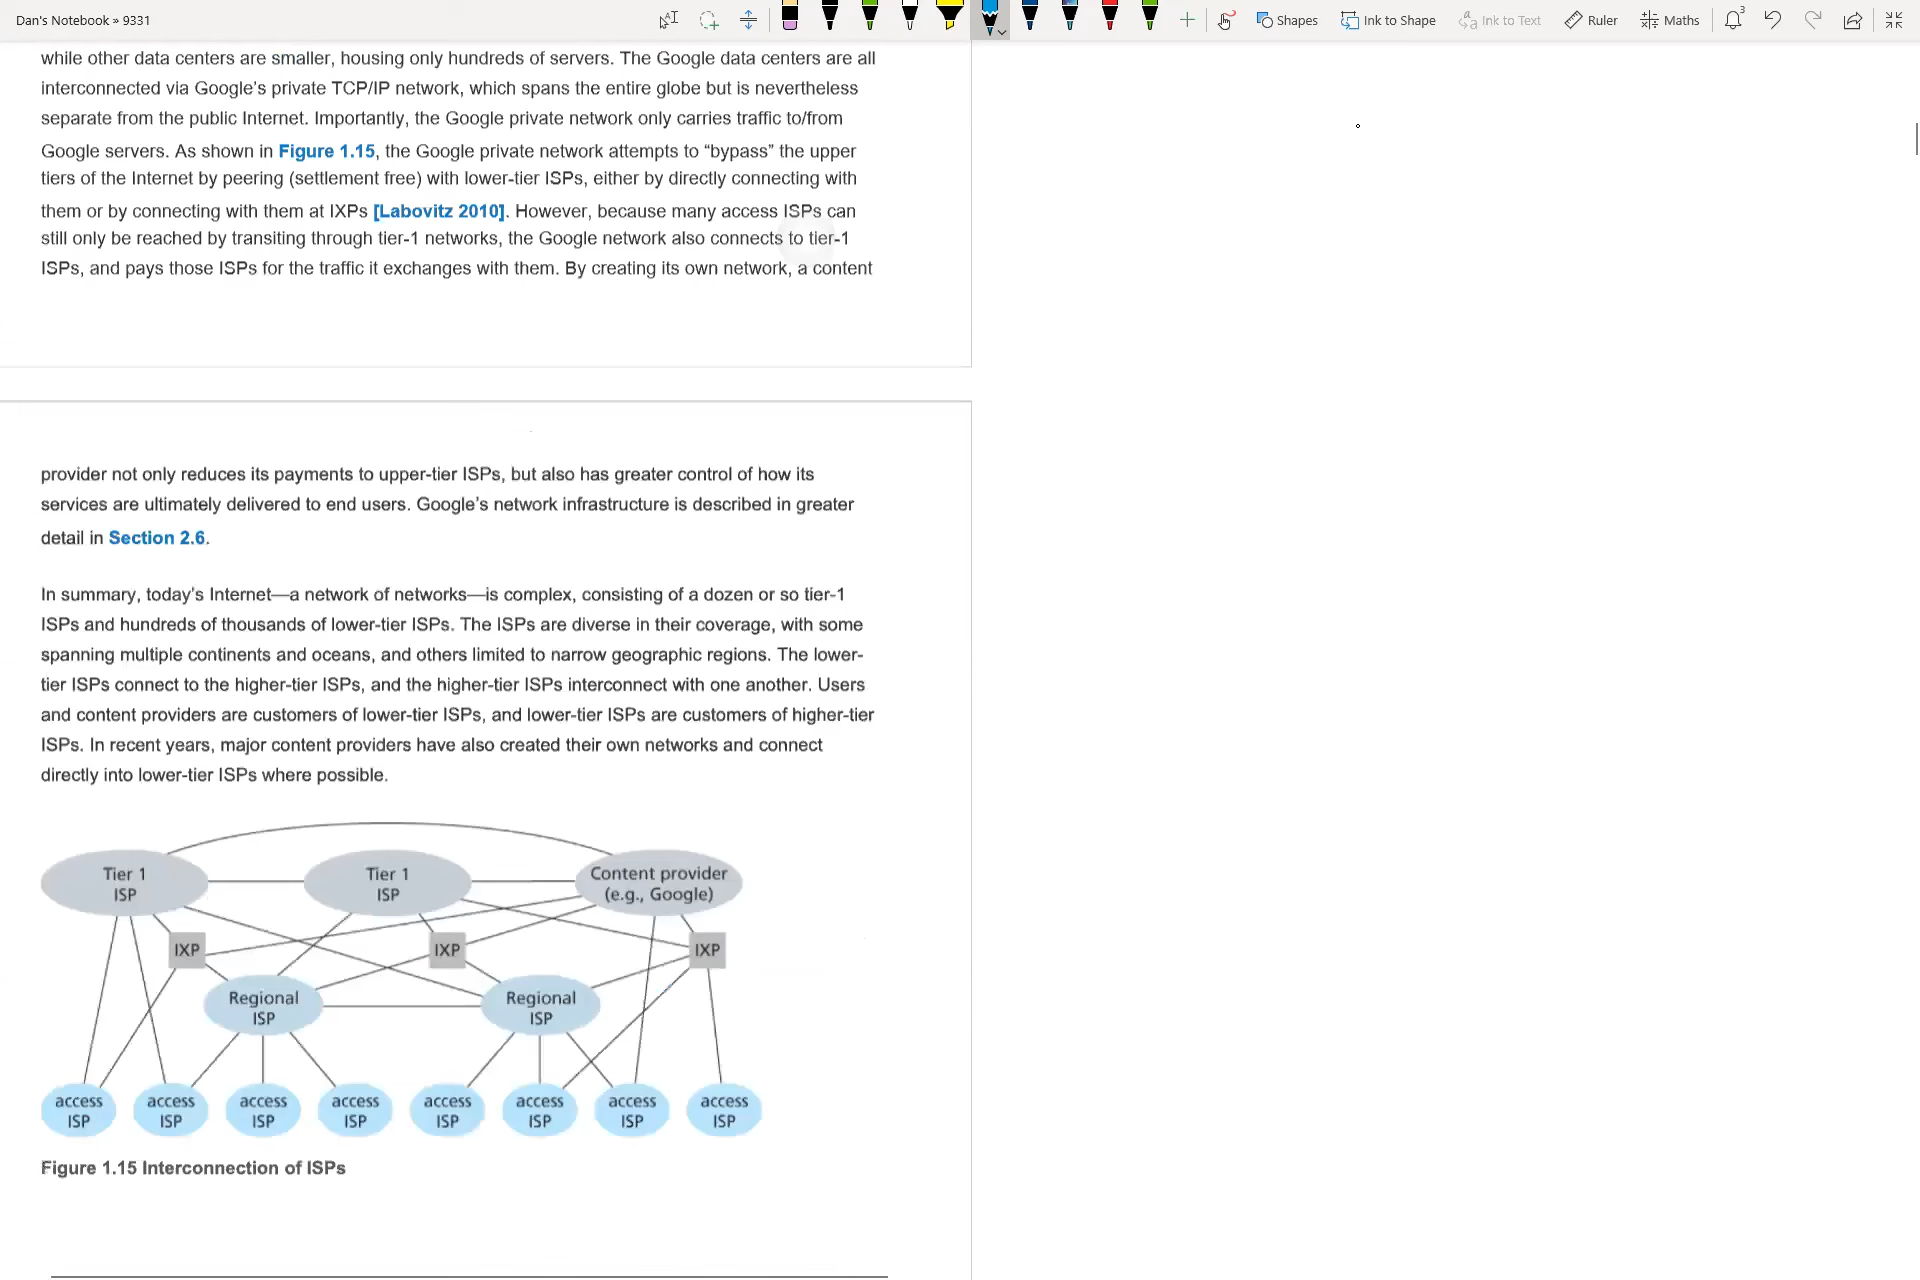 Dan's Notebook » 9331
Shapes
Ink to Shape
Ink to Text
Ruler
Maths
3
while other data centers are smaller, housing only hundreds of servers. The Google data centers are all
interconnected via Google's private TCP/IP network, which spans the entire globe but is nevertheless
separate from the public Internet. Importantly, the Google private network only carries traffic to/from
Google servers. As shown in Figure 1.15, the Google private network attempts to “bypass” the upper
tiers of the Internet by peering (settlement free) with lower-tier ISPs, either by directly connecting with
them or by connecting with them at IXPs [Labovitz 2010]. However, because many access ISPs can
still only be reached by transiting through tier-1 networks, the Google network also connects to tier-1
ISPs, and pays those ISPs for the traffic it exchanges with them. By creating its own network, a content
provider not only reduces its payments to upper-tier ISPs, but also has greater control of how its
services are ultimately delivered to end users. Google's network infrastructure is described in greater
detail in Section 2.6.
In summary, today's Internet—a network of networks—is complex, consisting of a dozen or so tier-1
ISPs and hundreds of thousands of lower-tier ISPs. The ISPs are diverse in their coverage, with some
spanning multiple continents and oceans, and others limited to narrow geographic regions. The lower-
tier ISPs connect to the higher-tier ISPs, and the higher-tier ISPs interconnect with one another. Users
and content providers are customers of lower-tier ISPs, and lower-tier ISPs are customers of higher-tier
ISPs. In recent years, major content providers have also created their own networks and connect
directly into lower-tier ISPs where possible.
Tier 1
ISP
Tier 1
ISP
Content provider
(e.g., Google)
IXP
IXP
IXP
Regional
ISP
Regional
ISP
access
ISP
access
ISP
access
ISP
access
ISP
access
ISP
access
ISP
access
ISP
access
ISP
Figure 1.15 Interconnection of ISPs